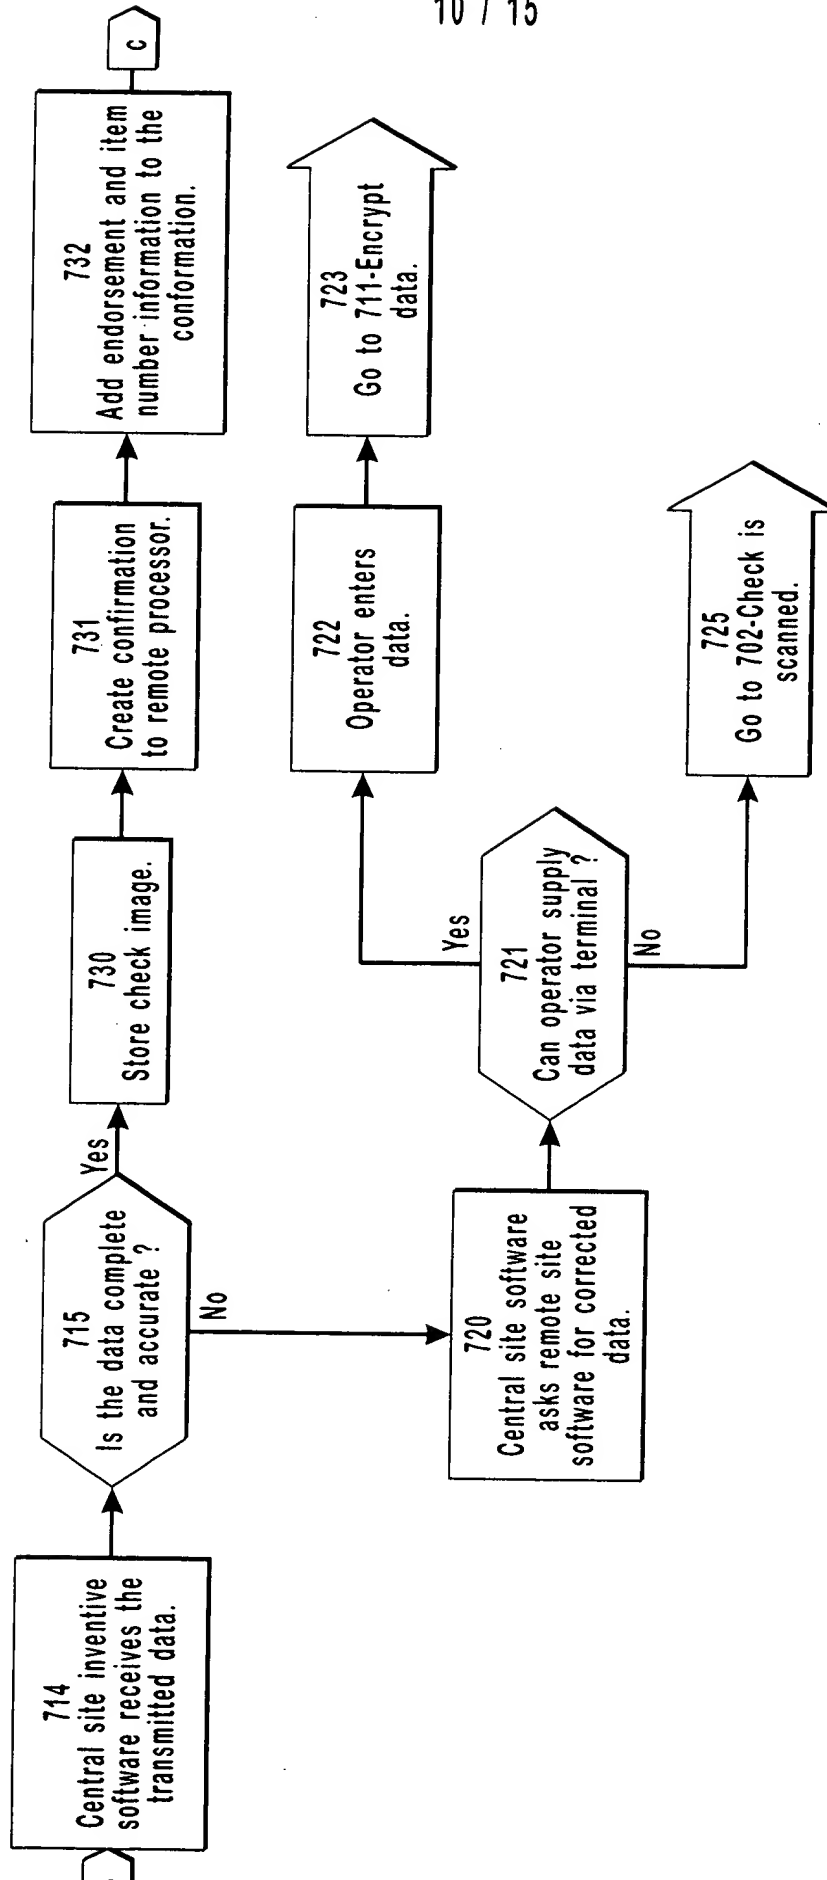 10 / 15
714
Central site inventive
software receives the
transmitted data.
715
Is the data complete
and accurate ?
Yes
No
730
Store check image.
731
Create confirmation
to remote processor.
732
Add endorsement and item
number information to the
conformation.
C
720
Central site software
asks remote site
software for corrected
data.
721
Can operator supply
data via terminal ?
Yes
No
722
Operator enters
data.
723
Go to 711-Encrypt
data.
725
Go to 702-Check is
scanned.